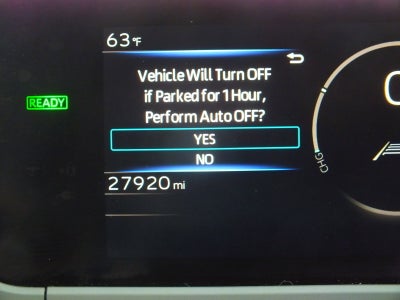 63°F
Vehicle Will Turn OFF
if Parked for 1 Hour,
Perform Auto OFF?
READY
YES
NO
CHG
27920 mi